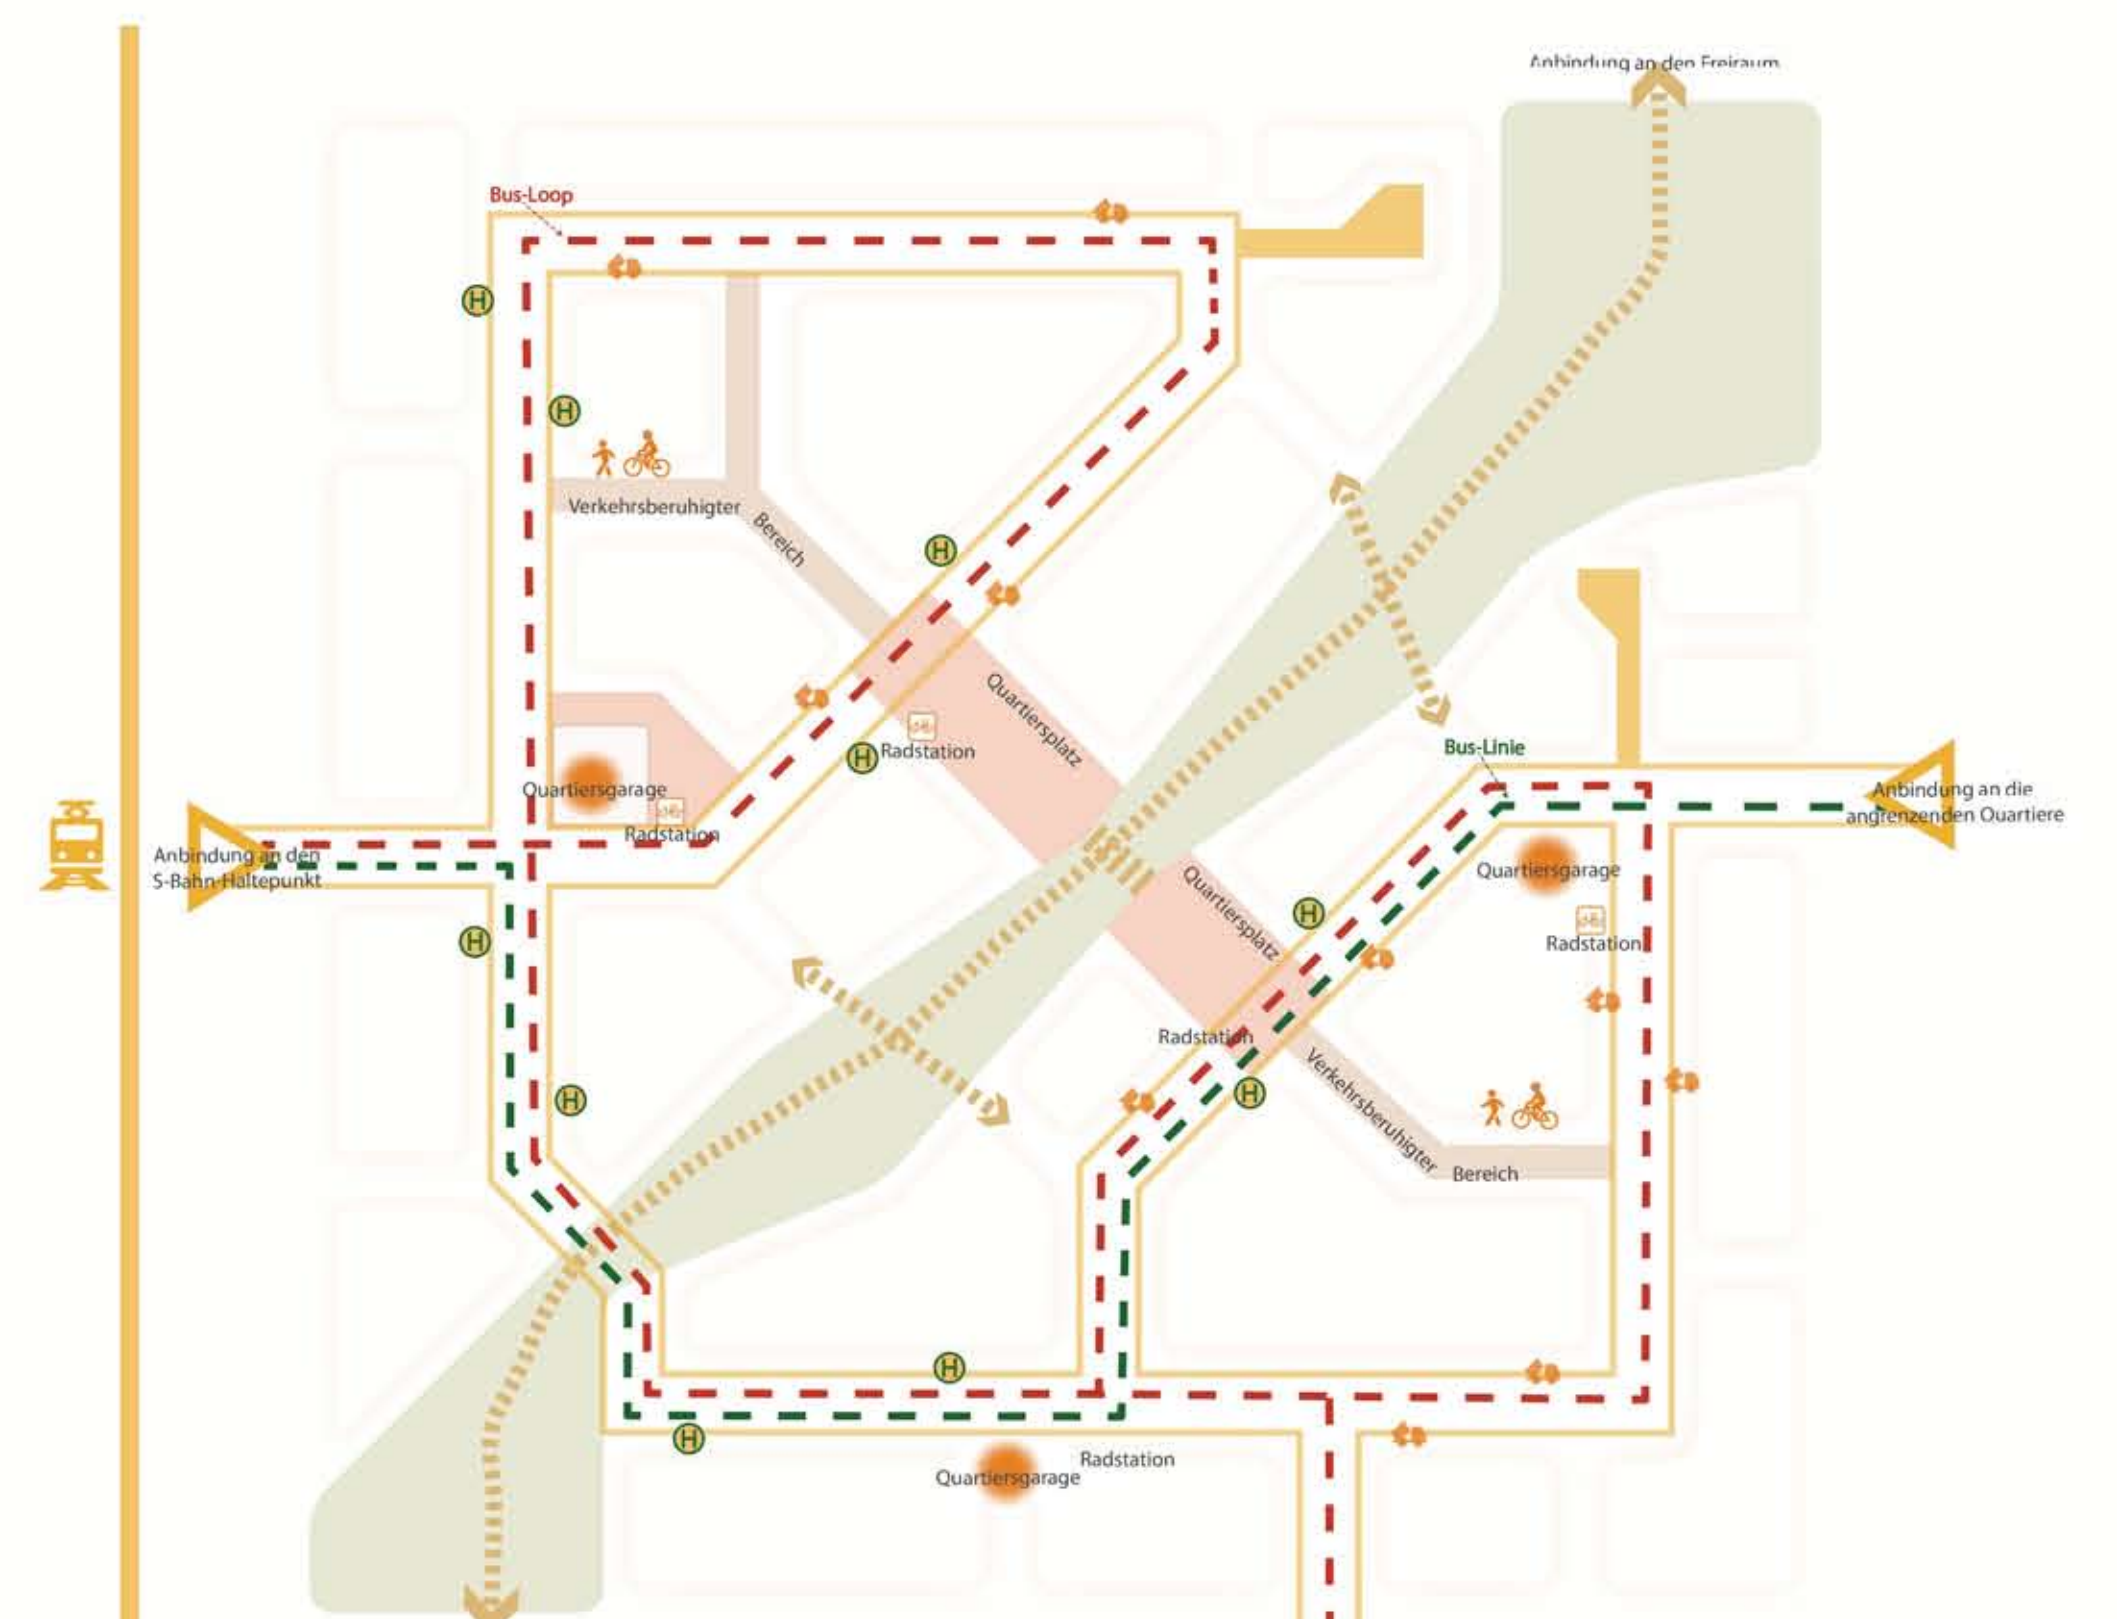 Anbindung an den Freiraum
Bus-Loop
H
H
Verkehrsberuhigter
Bereich
H
Quartiersplatz
Radstation
H
Bus-Linie
Quartiersgarage
Radstation
Anbindung an die
angrenzenden Quartiere
Anbindung an den
S-Bahn-Haltepunkt
Quartiersgarage
Quartiersplatz
H
Radstation
H
Radstation
H
H
Verkehrsberuhigter
Bereich
H
H
Radstation
Quartiersgarage